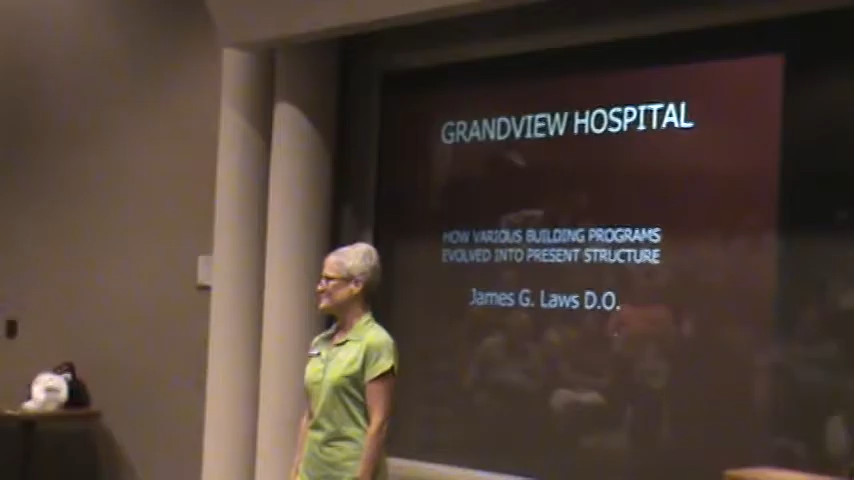 GRANDVIEW HOSPITAL
HOW VARIOUS BUILDING PROGRAMS
EVOLVED INTO PRESENT STRUCTURE
James G. Laws D.O.